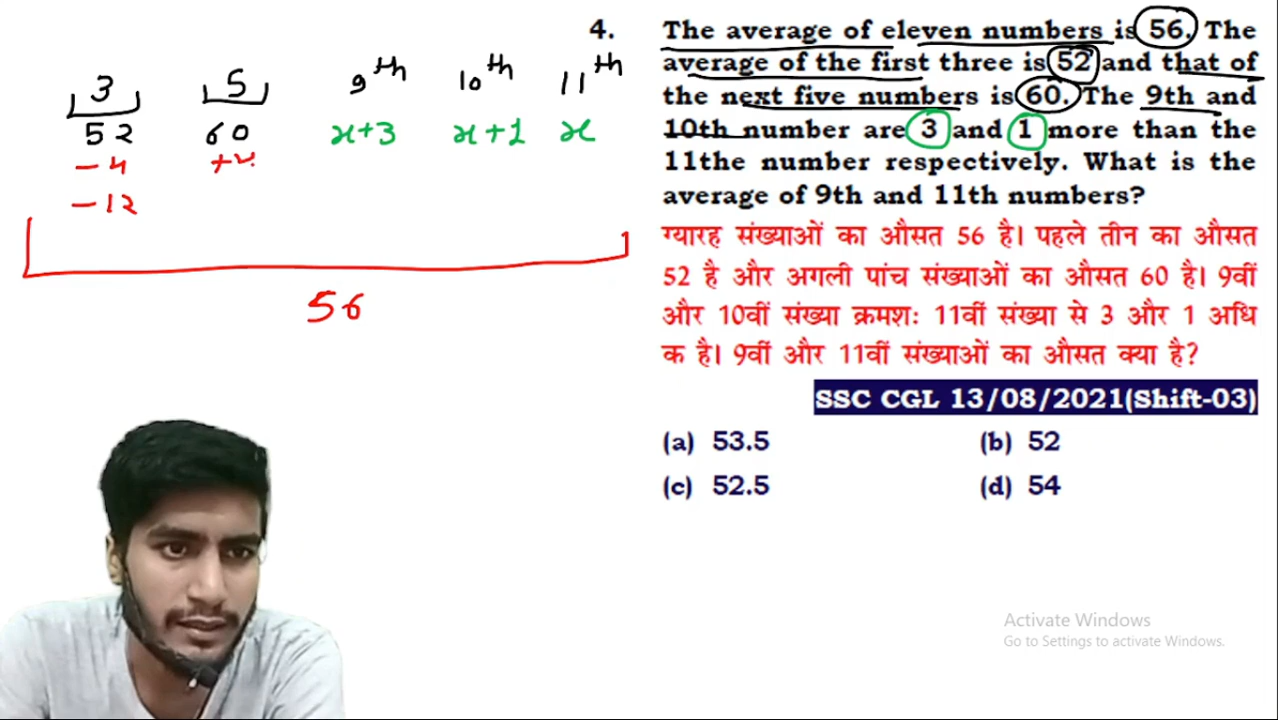 3 5 9th 10th 11th
52 60 x+3 x+1 x
-4 +4
-12
56
4. The average of eleven numbers is 56. The
average of the first three is 52 and that of
the next five numbers is 60. The 9th and
10th number are 3 and 1 more than the
11the number respectively. What is the
average of 9th and 11th numbers?
ग्यारह संख्याओं का औसत 56 है। पहले तीन का औसत
52 है और अगली पांच संख्याओं का औसत 60 है। 9वीं
और 10वीं संख्या क्रमशः 11वीं संख्या से 3 और 1 अधि
क है। 9वीं और 11वीं संख्याओं का औसत क्या है?
SSC CGL 13/08/2021(Shift-03)
(a) 53.5 (b) 52
(c) 52.5 (d) 54
Activate Windows
Go to Settings to activate Windows.